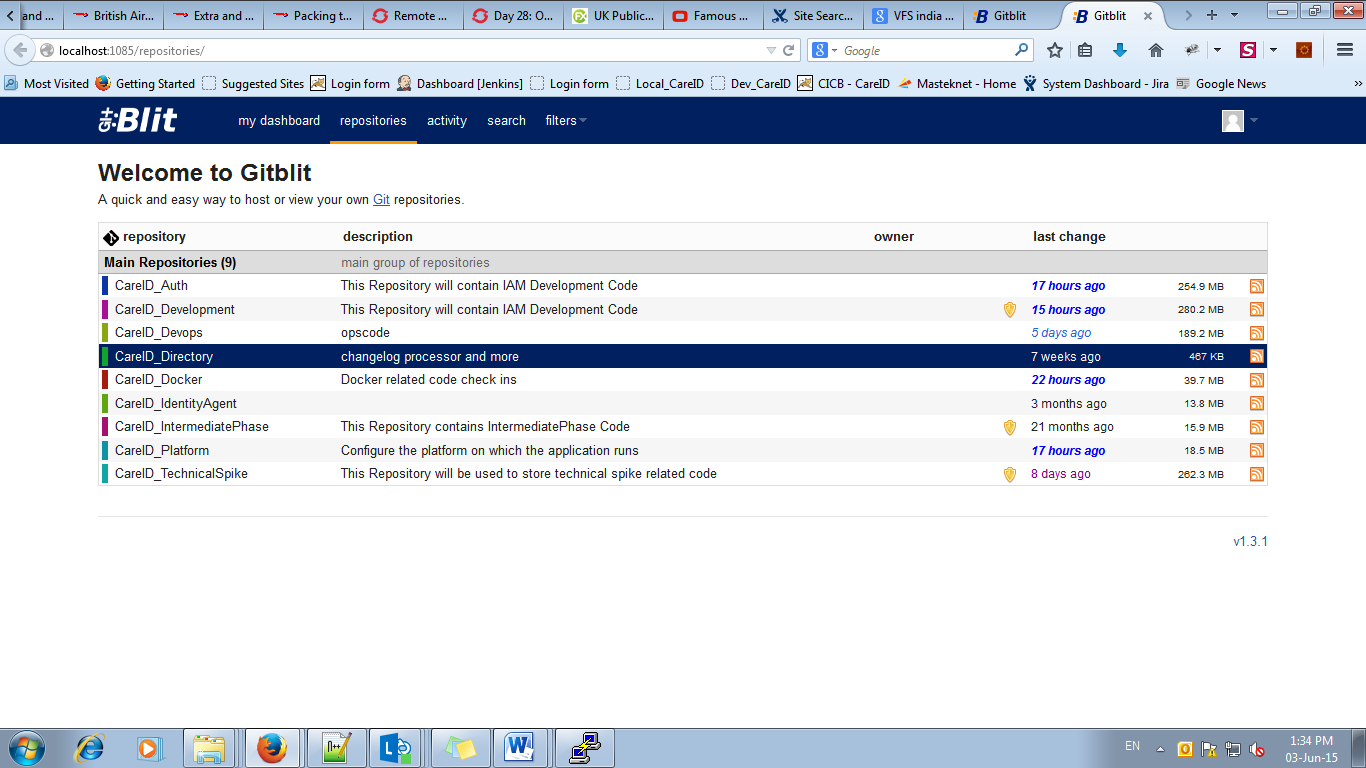 and ... British Air... Extra and ... Packing t... Remote ... Day 28: O... UK Public... Famous ... Site Searc... VFS india ... Gitblit Gitblit
localhost:1085/repositories/ Google
Most Visited Getting Started Suggested Sites Login form Dashboard [Jenkins] Login form Local_CareID Dev_CareID CICB - CareID Masteknet - Home System Dashboard - Jira Google News »
git:Blit my dashboard repositories activity search filters
Welcome to Gitblit
A quick and easy way to host or view your own Git repositories.
repository description owner last change
Main Repositories (9) main group of repositories
CareID_Auth This Repository will contain IAM Development Code 17 hours ago 254.9 MB
CareID_Development This Repository will contain IAM Development Code 15 hours ago 280.2 MB
CareID_Devops opscode 5 days ago 189.2 MB
CareID_Directory changelog processor and more 7 weeks ago 467 KB
CareID_Docker Docker related code check ins 22 hours ago 39.7 MB
CareID_IdentityAgent 3 months ago 13.8 MB
CareID_IntermediatePhase This Repository contains IntermediatePhase Code 21 months ago 15.9 MB
CareID_Platform Configure the platform on which the application runs 17 hours ago 18.5 MB
CareID_TechnicalSpike This Repository will be used to store technical spike related code 8 days ago 262.3 MB
v1.3.1
EN 1:34 PM
03-Jun-15